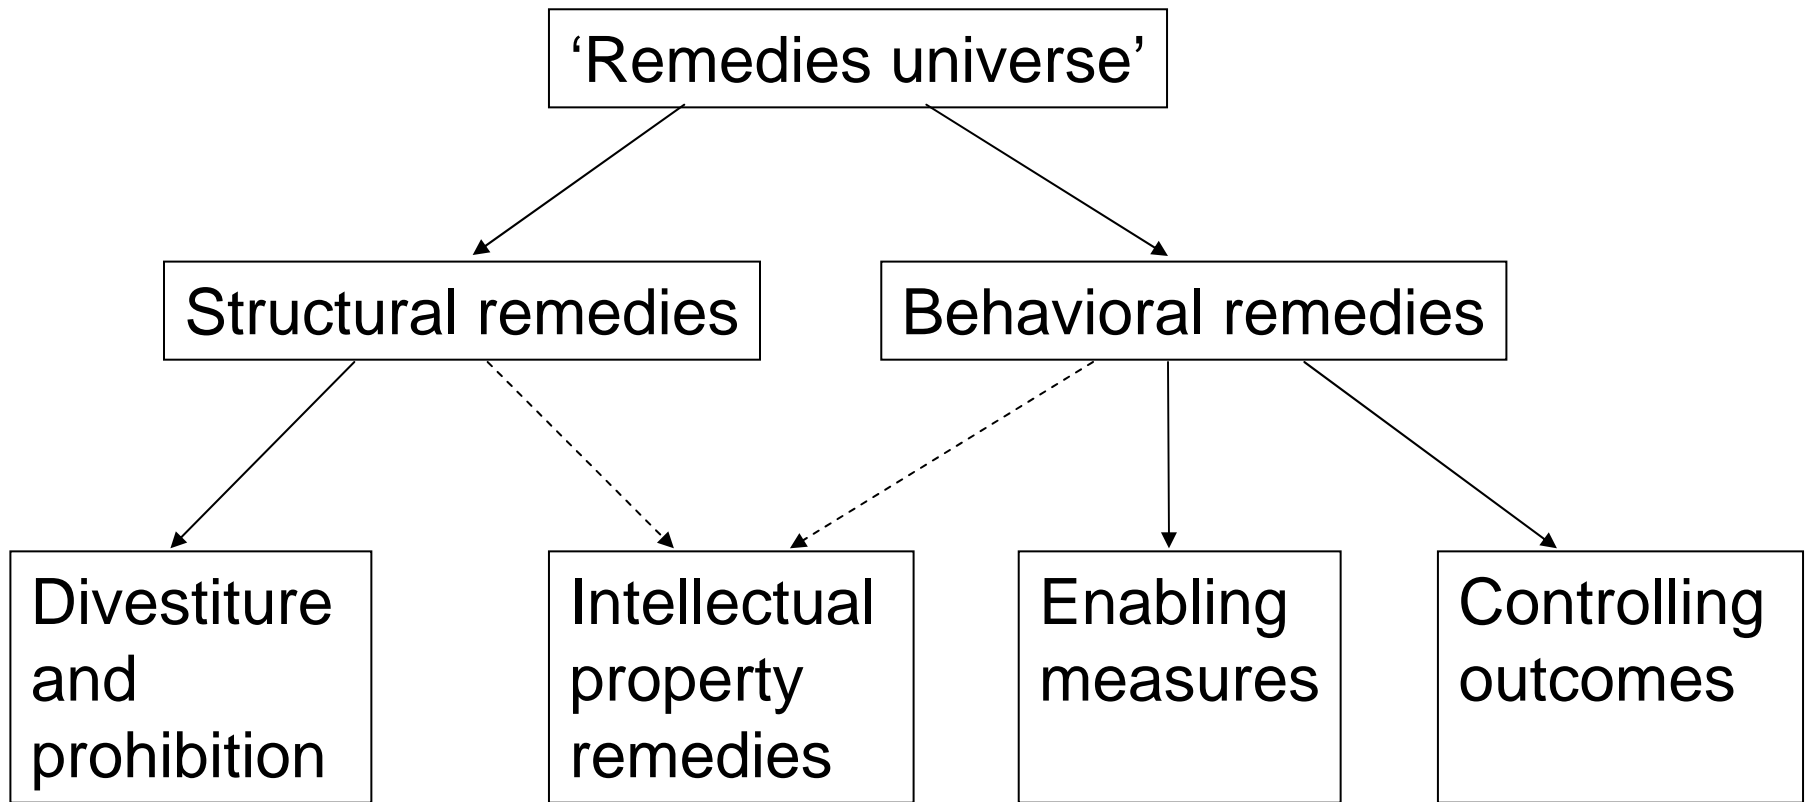 ‘Remedies universe’
Structural remedies
Behavioral remedies
Divestiture
and
prohibition
Intellectual
property
remedies
Enabling
measures
Controlling
outcomes